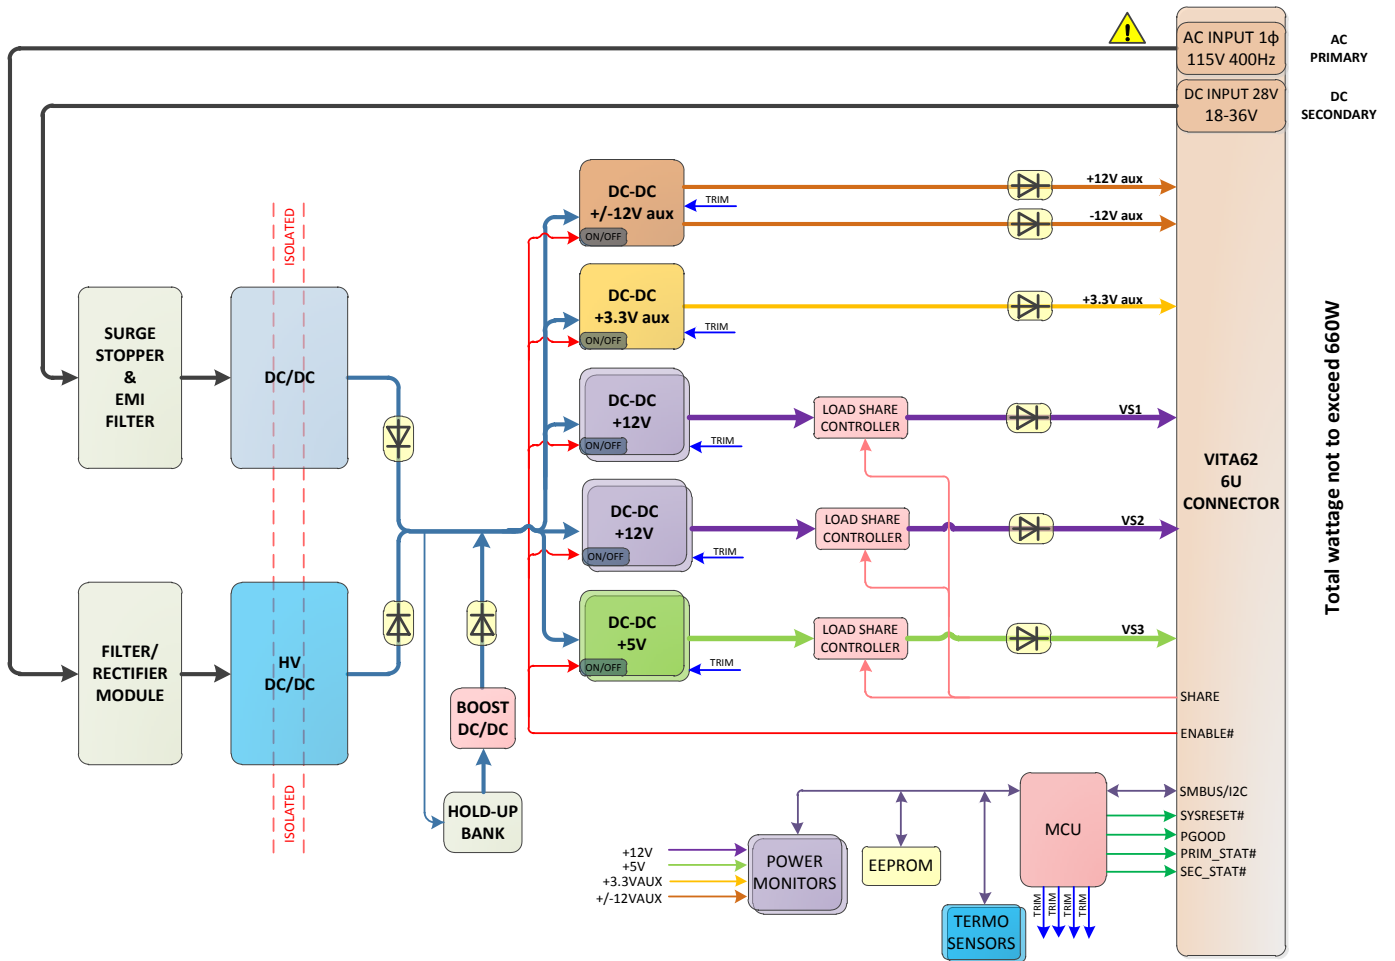 !
AC INPUT 1ϕ
115V 400Hz
AC
PRIMARY
DC INPUT 28V
18-36V
DC
SECONDARY
DC-DC
+/-12V aux
ON/OFF
TRIM
+12V aux
-12V aux
ISOLATED
DC-DC
+3.3V aux
ON/OFF
TRIM
+3.3V aux
SURGE
STOPPER
&
EMI
FILTER
DC/DC
DC-DC
+12V
ON/OFF
TRIM
LOAD SHARE
CONTROLLER
VS1
DC-DC
+12V
ON/OFF
TRIM
LOAD SHARE
CONTROLLER
VS2
VITA62
6U
CONNECTOR
Total wattage not to exceed 660W
DC-DC
+5V
ON/OFF
TRIM
LOAD SHARE
CONTROLLER
VS3
FILTER/
RECTIFIER
MODULE
HV
DC/DC
BOOST
DC/DC
SHARE
ENABLE#
ISOLATED
HOLD-UP
BANK
+12V
+5V
+3.3VAUX
+/-12VAUX
POWER
MONITORS
EEPROM
TERMO
SENSORS
MCU
TRIM
TRIM
TRIM
TRIM
SMBUS/I2C
SYSRESET#
PGOOD
PRIM_STAT#
SEC_STAT#